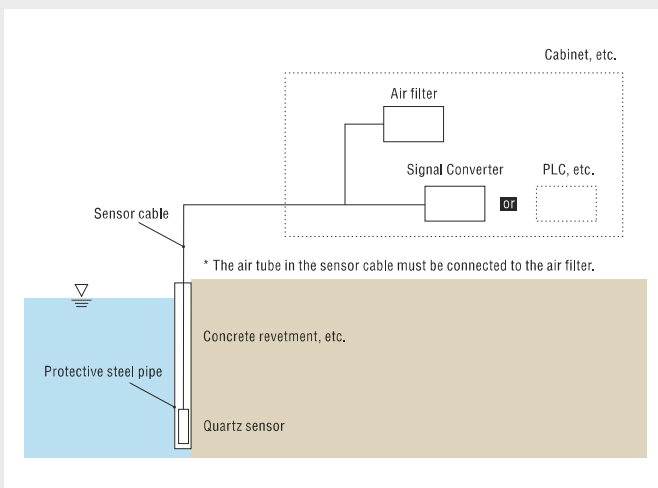 Cabinet, etc.
Air filter
Signal Converter
PLC, etc.
or
Sensor cable
* The air tube in the sensor cable must be connected to the air filter.
Concrete revetment, etc.
Protective steel pipe
Quartz sensor